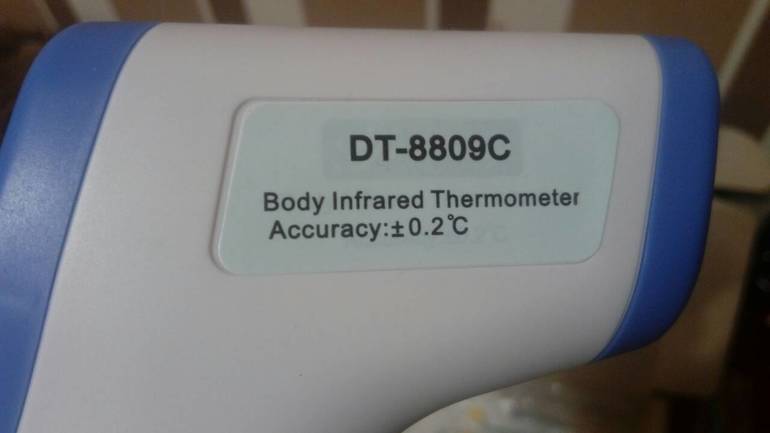 DT-8809C
Body Infrared Thermometer
Accuracy:±0.2℃